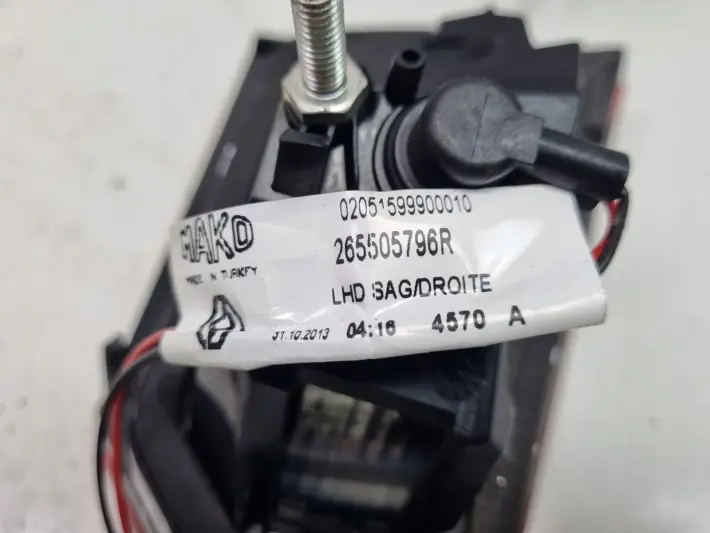 MAKO
MADE IN TURKEY
02051599900010
265505796R
LHD SAG/DROITE
31.10.2013 04:16 4570 A